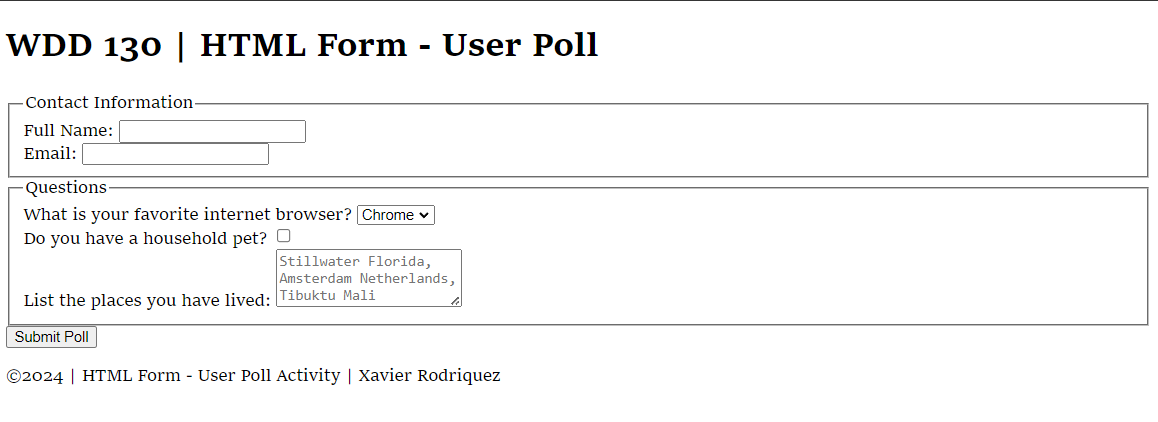 WDD 130 | HTML Form - User Poll
Contact Information
Full Name:
Email:
Questions
What is your favorite internet browser? Chrome
Do you have a household pet?
List the places you have lived: Stillwater Florida,
Amsterdam Netherlands,
Tibuktu Mali
Submit Poll
©2024 | HTML Form - User Poll Activity | Xavier Rodriquez